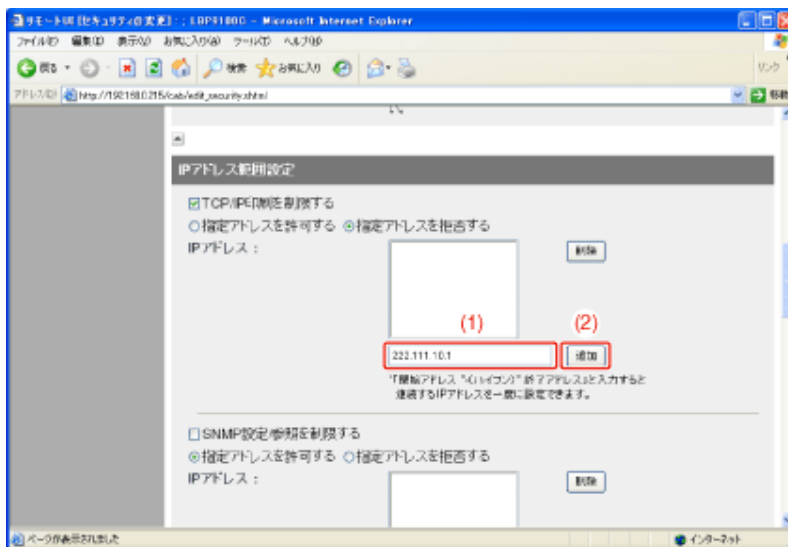 リモートUI [セキュリティの変更] : ; LBP9100C - Microsoft Internet Explorer
ファイル(F) 編集(E) 表示(V) お気に入り(A) ツール(T) ヘルプ(H)
戻る 検索 お気に入り リンク
アドレス(D) http://192.168.0.215/cab/edit_security.shtml 移動
IPアドレス範囲設定
TCP/IP印刷を制限する
指定アドレスを許可する 指定アドレスを拒否する
IPアドレス : 削除
(1) (2)
222.111.10.1 追加
"「開始アドレス "-(ハイフン)" 終了アドレス」と入力すると
連続するIPアドレスを一度に設定できます。
SNMP設定/参照を制限する
指定アドレスを許可する 指定アドレスを拒否する
IPアドレス : 削除
ページが表示されました インターネット